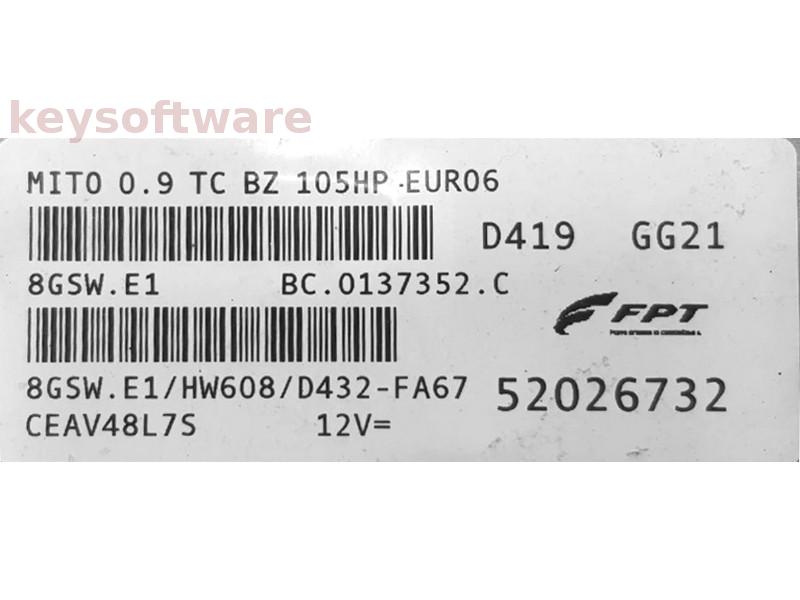 keysoftware
MITO 0.9 TC BZ 105HP -EURO6
D419 GG21
8GSW.E1 BC.0137352.C
FPT
8GSW.E1/HW608/D432-FA67 52026732
CEAV48L7S 12V=